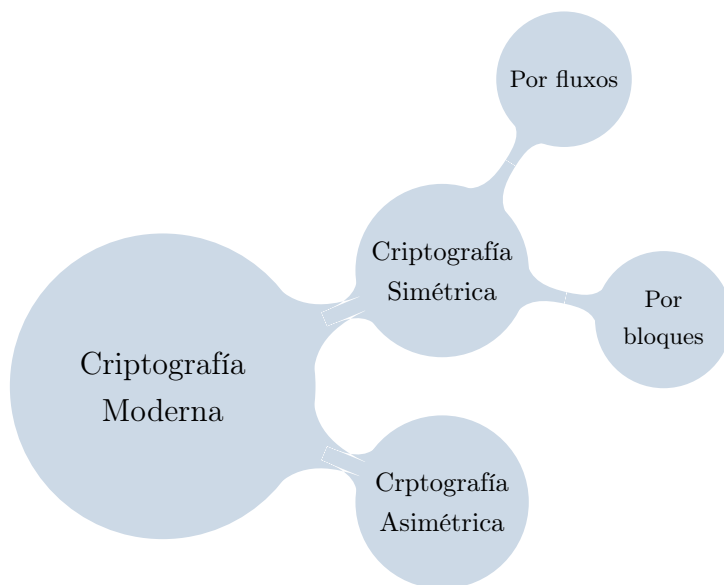 Por fluxos
Criptografía
Simétrica
Por
bloques
Criptografía
Moderna
Crptografía
Asimétrica